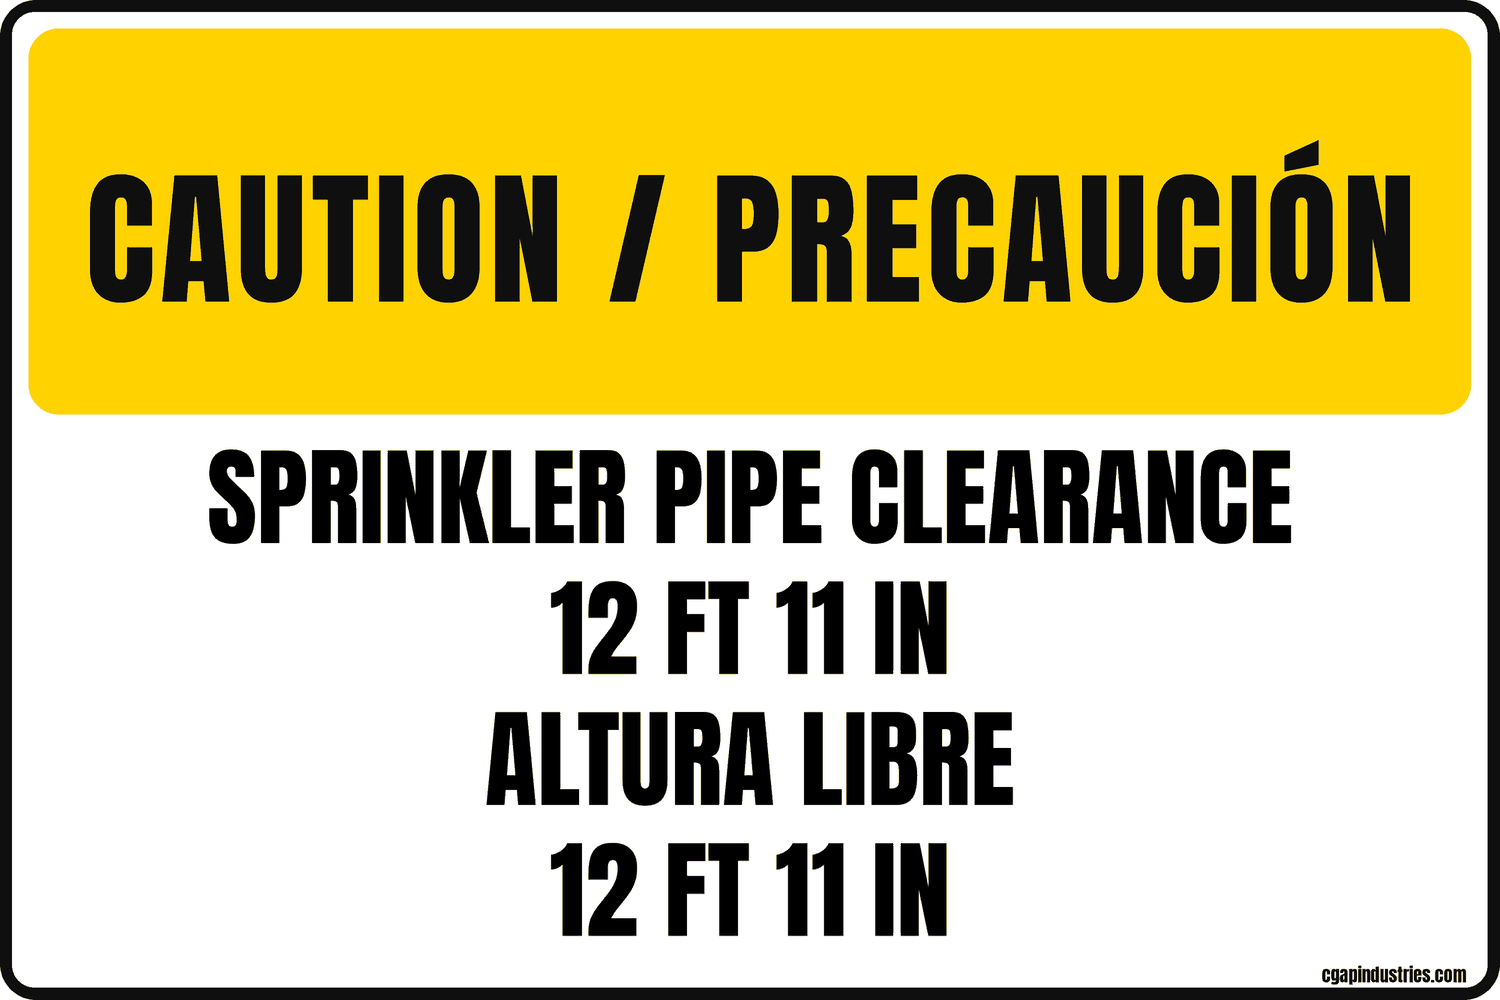 CAUTION / PRECAUCIÓN
SPRINKLER PIPE CLEARANCE
12 FT 11 IN
ALTURA LIBRE
12 FT 11 IN
cgapindustries.com